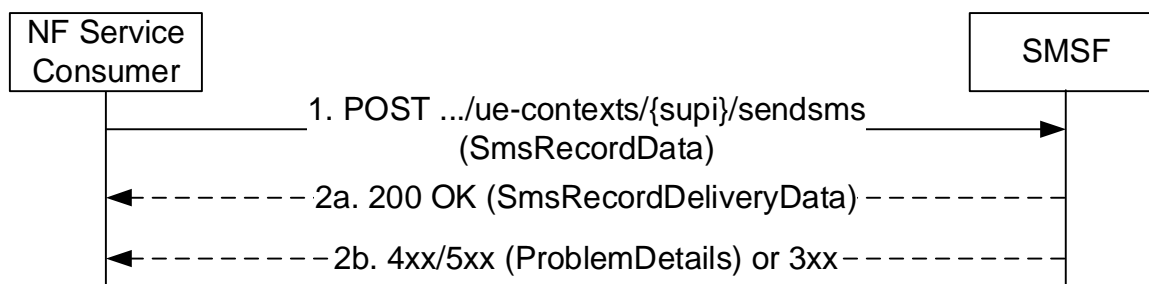 NF Service
Consumer
SMSF
1. POST .../ue-contexts/{supi}/sendsms
(SmsRecordData)
2a. 200 OK (SmsRecordDeliveryData)
2b. 4xx/5xx (ProblemDetails) or 3xx